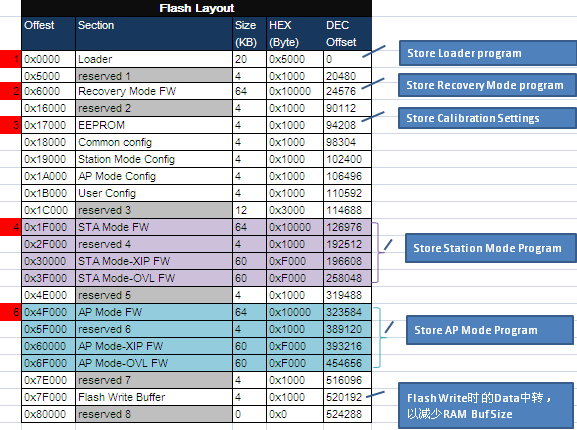 Flash Layout
Offest Section Size (KB) HEX (Byte) DEC Offset
1 0x0000 Loader 20 0x5000 0 Store Loader program
0x5000 reserved 1 4 0x1000 20480
2 0x6000 Recovery Mode FW 64 0x10000 24576 Store Recovery Mode program
0x16000 reserved 2 4 0x1000 90112
3 0x17000 EEPROM 4 0x1000 94208 Store Calibration Settings
0x18000 Common config 4 0x1000 98304
0x19000 Station Mode Config 4 0x1000 102400
0x1A000 AP Mode Config 4 0x1000 106496
0x1B000 User Config 4 0x1000 110592
0x1C000 reserved 3 12 0x3000 114688
4 0x1F000 STA Mode FW 64 0x10000 126976
0x2F000 reserved 4 4 0x1000 192512 Store Station Mode Program
0x30000 STA Mode-XIP FW 60 0xF000 196608
0x3F000 STA Mode-OVL FW 60 0xF000 258048
0x4E000 reserved 5 4 0x1000 319488
6 0x4F000 AP Mode FW 64 0x10000 323584
0x5F000 reserved 6 4 0x1000 389120 Store AP Mode Program
0x60000 AP Mode-XIP FW 60 0xF000 393216
0x6F000 AP Mode-OVL FW 60 0xF000 454656
0x7E000 reserved 7 4 0x1000 516096
0x7F000 Flash Write Buffer 4 0x1000 520192 Flash Write时的Data中转，
以减少RAM Buf Size
0x80000 reserved 8 0 0x0 524288